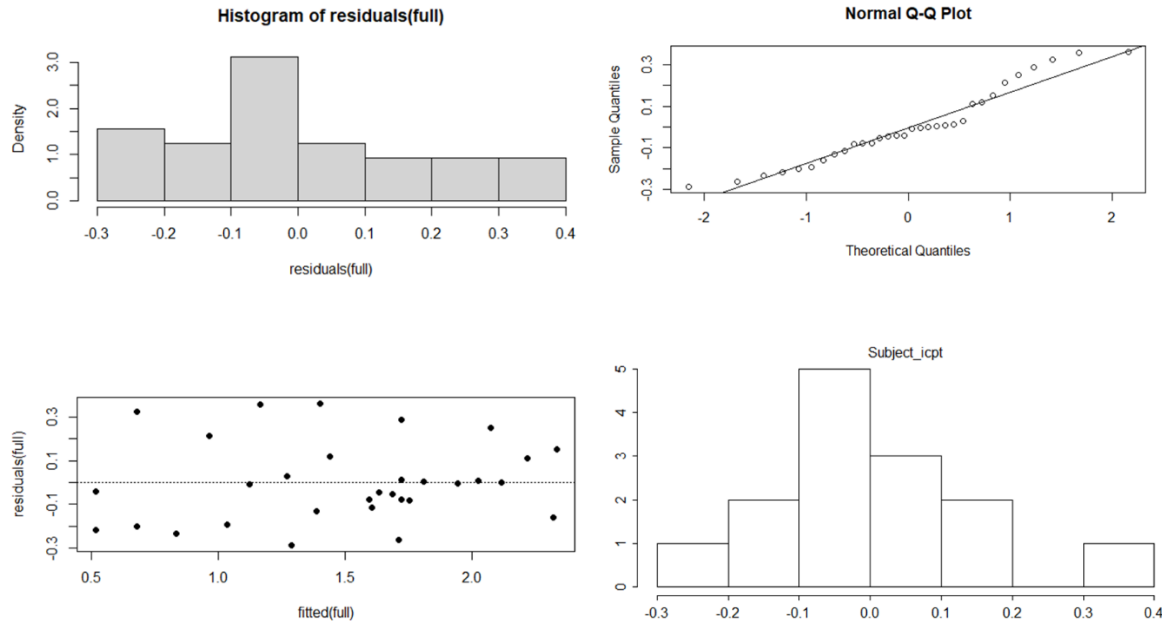 Histogram of residuals(full)
Density
0.0 1.0 2.0 3.0
-0.3 -0.2 -0.1 0.0 0.1 0.2 0.3 0.4
residuals(full)
Normal Q-Q Plot
Sample Quantiles
-0.3 -0.1 0.1 0.3
-2 -1 0 1 2
Theoretical Quantiles
residuals(full)
-0.3 -0.1 0.1 0.3
0.5 1.0 1.5 2.0
fitted(full)
Subject_icpt
0 1 2 3 4 5
-0.3 -0.2 -0.1 0.0 0.1 0.2 0.3 0.4